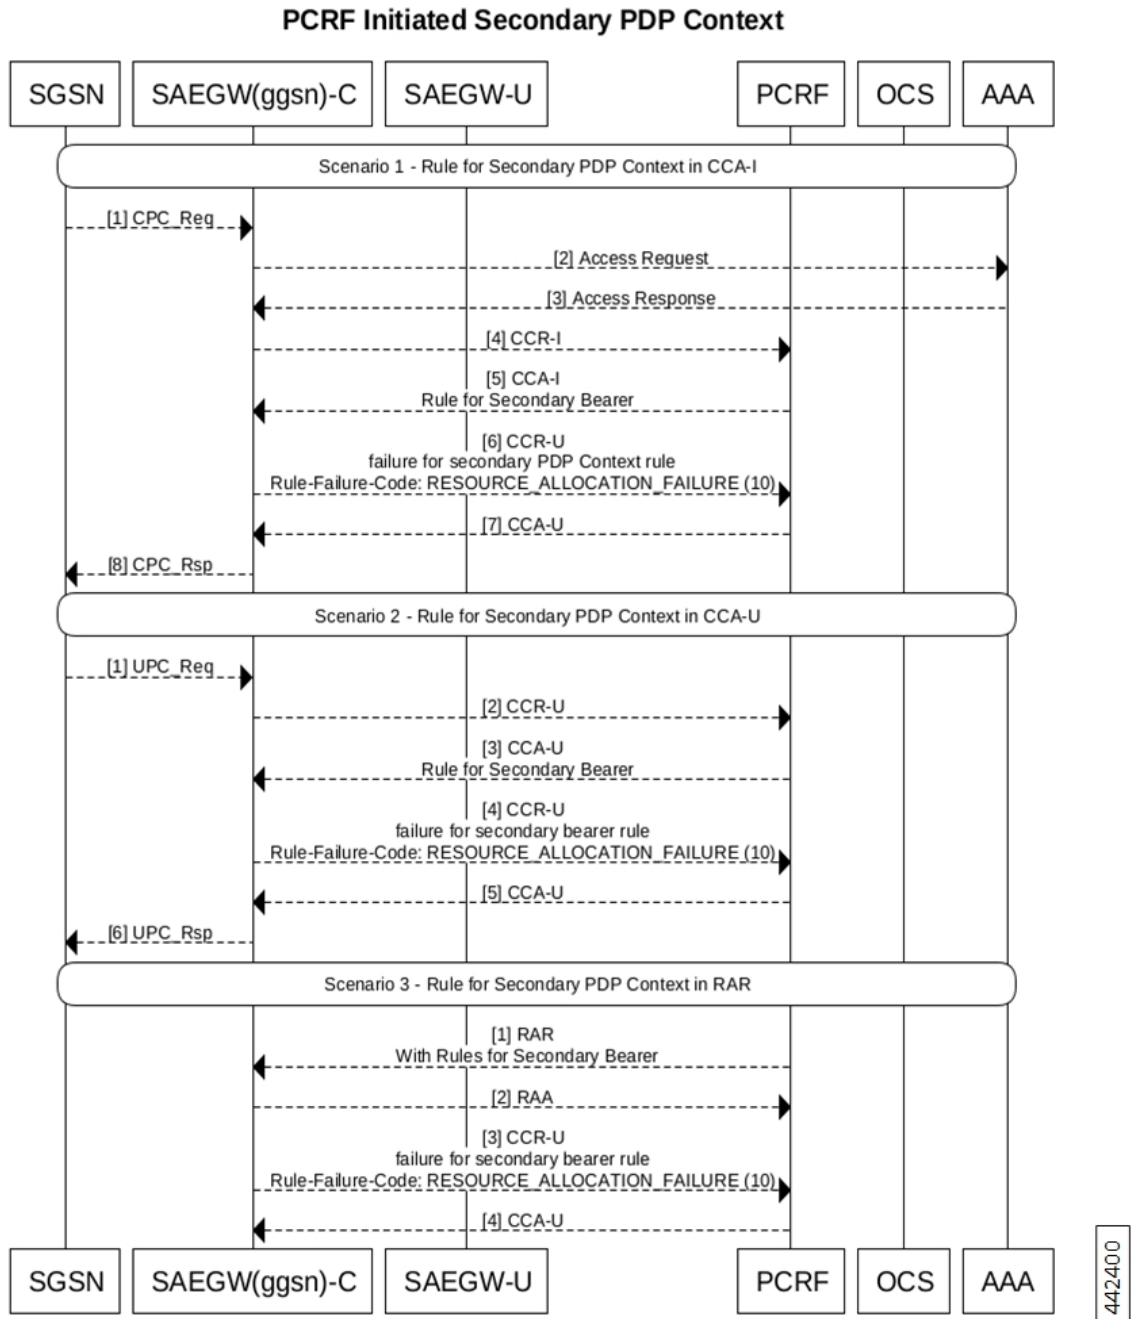 PCRF Initiated Secondary PDP Context
SGSN
SAEGW(ggsn)-C
SAEGW-U
PCRF
OCS
AAA
Scenario 1 - Rule for Secondary PDP Context in CCA-I
[1] CPC_Req
[2] Access Request
[3] Access Response
[4] CCR-I
[5] CCA-I
Rule for Secondary Bearer
[6] CCR-U
failure for secondary PDP Context rule
Rule-Failure-Code: RESOURCE_ALLOCATION_FAILURE (10)
[7] CCA-U
[8] CPC_Rsp
Scenario 2 - Rule for Secondary PDP Context in CCA-U
[1] UPC_Req
[2] CCR-U
[3] CCA-U
Rule for Secondary Bearer
[4] CCR-U
failure for secondary bearer rule
Rule-Failure-Code: RESOURCE_ALLOCATION_FAILURE (10)
[5] CCA-U
[6] UPC_Rsp
Scenario 3 - Rule for Secondary PDP Context in RAR
[1] RAR
With Rules for Secondary Bearer
[2] RAA
[3] CCR-U
failure for secondary bearer rule
Rule-Failure-Code: RESOURCE_ALLOCATION_FAILURE (10)
[4] CCA-U
SGSN
SAEGW(ggsn)-C
SAEGW-U
PCRF
OCS
AAA
442400